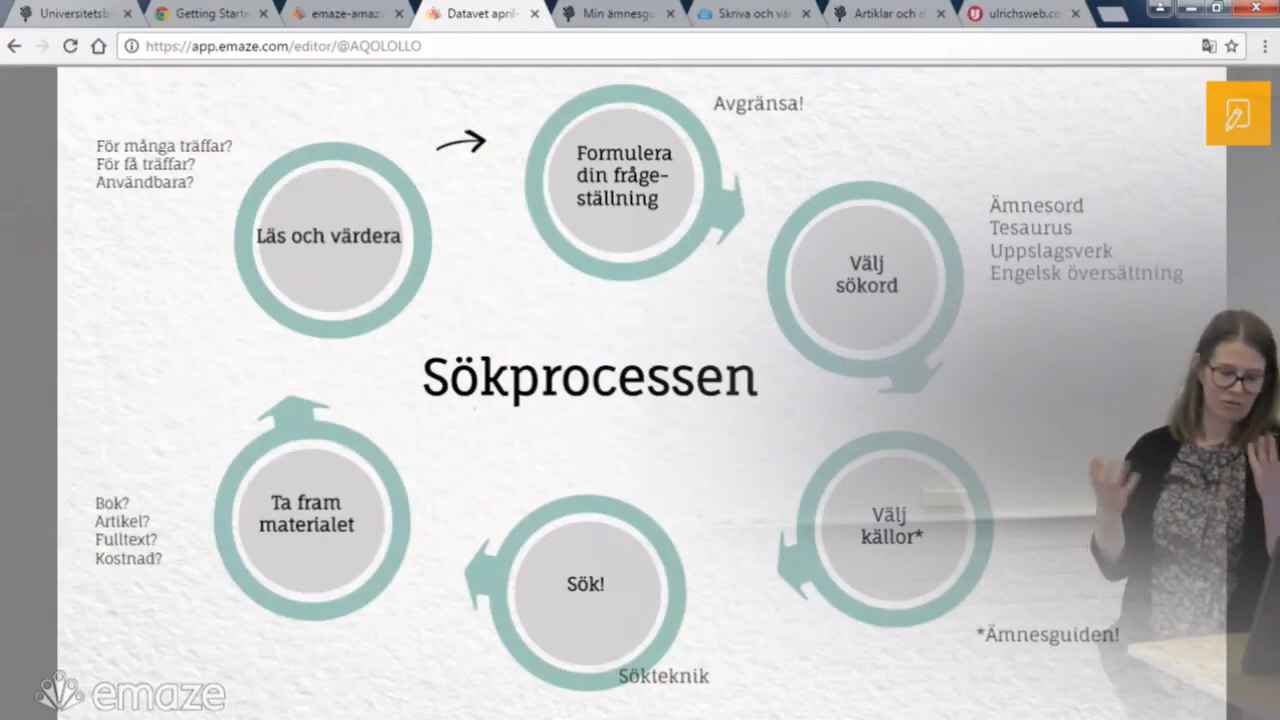 Universitetsbi
Getting Starte
emaze-amaz
Datavet april-
Min ämnesgu
Skriva och vä
Artiklar och d
ulrichsweb.co
https://app.emaze.com/editor/@AQOLOLLO
Avgränsa!
För många träffar?
För få träffar?
Användbara?
Formulera
din fråge-
ställning
Läs och värdera
Ämnesord
Tesaurus
Uppslagsverk
Engelsk översättning
Välj
sökord
Sökprocessen
Bok?
Artikel?
Fulltext?
Kostnad?
Ta fram
materialet
Välj
källor*
Sök!
*Ämnesguiden!
Sökteknik
emaze